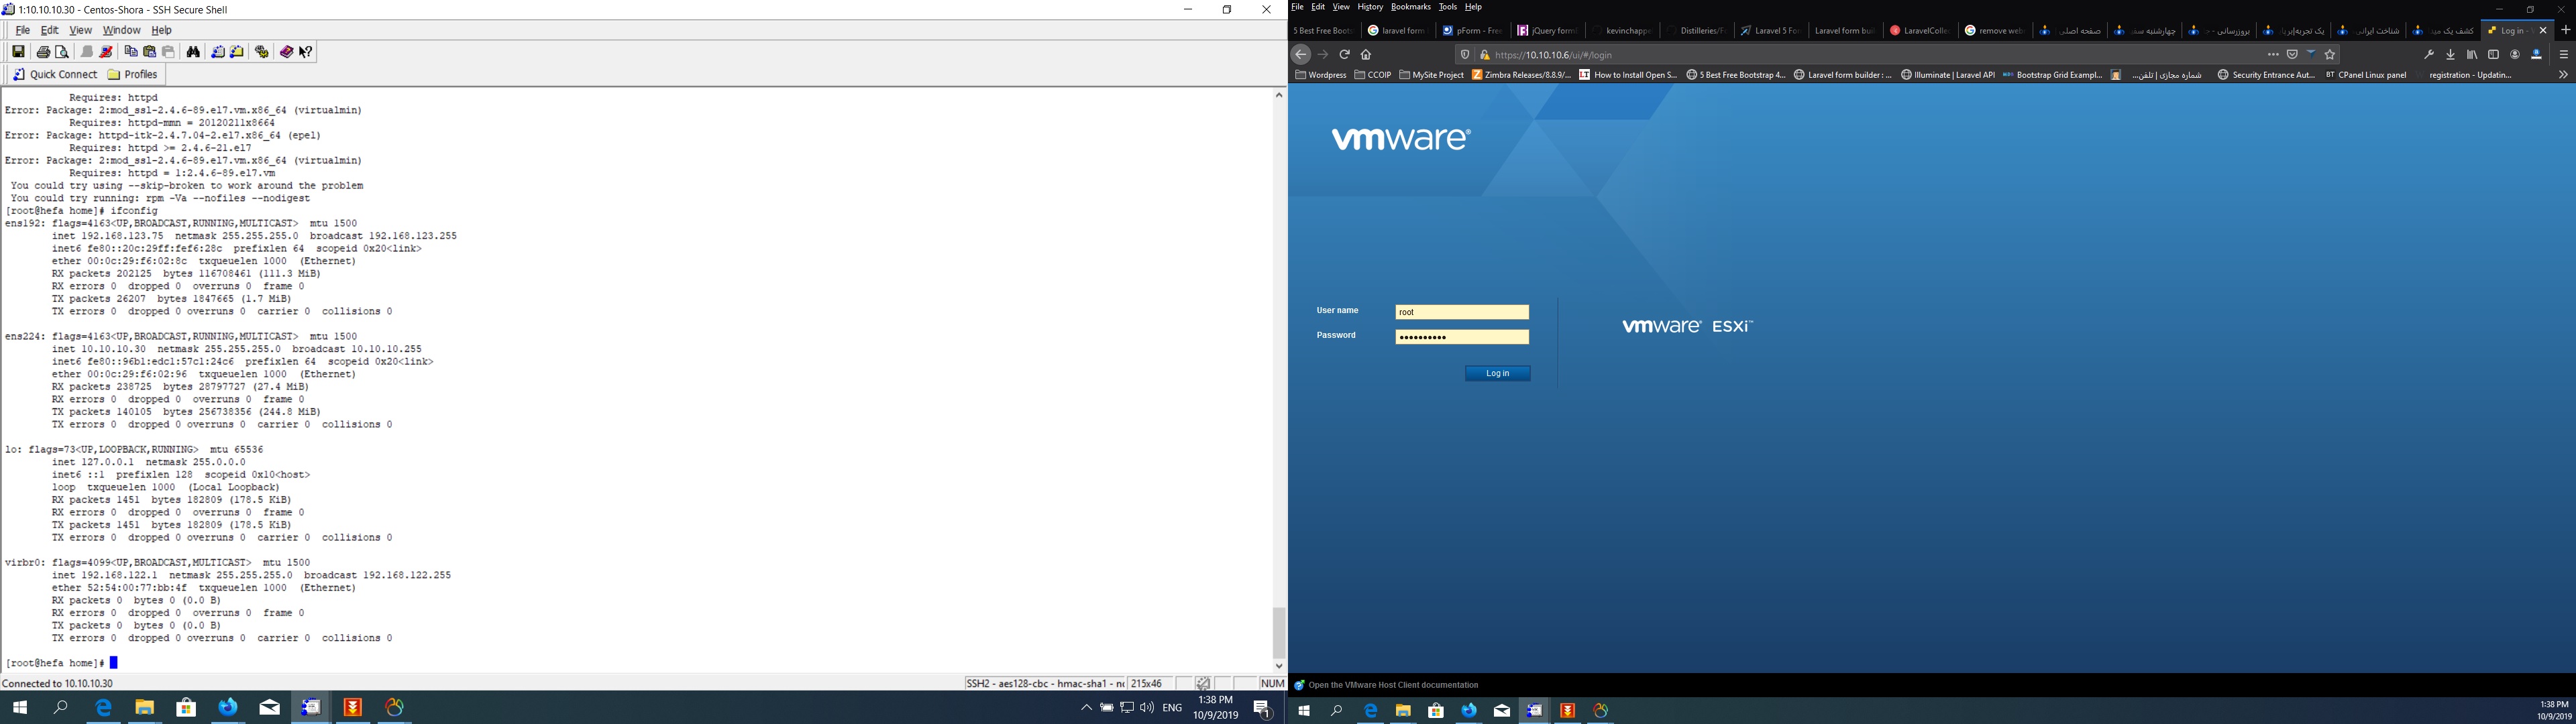 1:10.10.10.30 - Centos-Shora - SSH Secure Shell
File Edit View Window Help
Quick Connect Profiles
Requires: httpd
Error: Package: 2:mod_ssl-2.4.6-89.el7.vm.x86_64 (virtualmin)
Requires: httpd-mmn = 20120211x8664
Error: Package: httpd-itk-2.4.7.04-2.el7.x86_64 (epel)
Requires: httpd >= 2.4.6-21.el7
Error: Package: 2:mod_ssl-2.4.6-89.el7.vm.x86_64 (virtualmin)
Requires: httpd = 1:2.4.6-89.el7.vm
You could try using --skip-broken to work around the problem
You could try running: rpm -Va --nofiles --nodigest
[root@hefa home]# ifconfig
ens192: flags=4163<UP,BROADCAST,RUNNING,MULTICAST> mtu 1500
inet 192.168.123.75 netmask 255.255.255.0 broadcast 192.168.123.255
inet6 fe80::20c:29ff:fef6:28c prefixlen 64 scopeid 0x20<link>
ether 00:0c:29:f6:02:8c txqueuelen 1000 (Ethernet)
RX packets 202125 bytes 116708461 (111.3 MiB)
RX errors 0 dropped 0 overruns 0 frame 0
TX packets 26207 bytes 1847665 (1.7 MiB)
TX errors 0 dropped 0 overruns 0 carrier 0 collisions 0
ens224: flags=4163<UP,BROADCAST,RUNNING,MULTICAST> mtu 1500
inet 10.10.10.30 netmask 255.255.255.0 broadcast 10.10.10.255
inet6 fe80::96b1:edc1:57c1:24c6 prefixlen 64 scopeid 0x20<link>
ether 00:0c:29:f6:02:96 txqueuelen 1000 (Ethernet)
RX packets 238725 bytes 28797727 (27.4 MiB)
RX errors 0 dropped 0 overruns 0 frame 0
TX packets 140105 bytes 256738356 (244.8 MiB)
TX errors 0 dropped 0 overruns 0 carrier 0 collisions 0
lo: flags=73<UP,LOOPBACK,RUNNING> mtu 65536
inet 127.0.0.1 netmask 255.0.0.0
inet6 ::1 prefixlen 128 scopeid 0x10<host>
loop txqueuelen 1000 (Local Loopback)
RX packets 1451 bytes 182809 (178.5 KiB)
RX errors 0 dropped 0 overruns 0 frame 0
TX packets 1451 bytes 182809 (178.5 KiB)
TX errors 0 dropped 0 overruns 0 carrier 0 collisions 0
virbr0: flags=4099<UP,BROADCAST,MULTICAST> mtu 1500
inet 192.168.122.1 netmask 255.255.255.0 broadcast 192.168.122.255
ether 52:54:00:77:bb:4f txqueuelen 1000 (Ethernet)
RX packets 0 bytes 0 (0.0 B)
RX errors 0 dropped 0 overruns 0 frame 0
TX packets 0 bytes 0 (0.0 B)
TX errors 0 dropped 0 overruns 0 carrier 0 collisions 0
[root@hefa home]#
Connected to 10.10.10.30 SSH2 - aes128-cbc - hmac-sha1 - nc 215x46 NUM
ENG 1:38 PM
10/9/2019 1
File Edit View History Bookmarks Tools Help
5 Best Free Boots laravel form pForm - Free jQuery form kevinchappe Distilleries/Fo Laravel 5 For Laravel form buil LaravelCollec remove web صفحه اصلی چهارشنبه سف بروزرسانی یک تجربه شناخت ایرانی کشف یک Log in
https://10.10.10.6/ui/#/login
Wordpress CCOIP MySite Project Zimbra Releases/8.8.9/... How to Install Open S... 5 Best Free Bootstrap 4... Laravel form builder : ... Illuminate | Laravel API Bootstrap Grid Exampl... شماره مجازی | تلفن... Security Entrance Aut... CPanel Linux panel registration - Updatin...
vmware®
User name root
Password ••••••••••
Log in
vmware® ESXi™
Open the VMware Host Client documentation
1:38 PM
10/9/2019